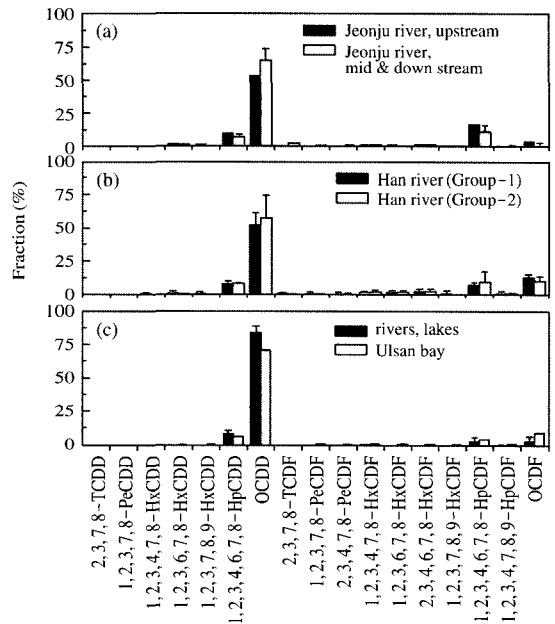 Fraction (%)
100
75
50
25
0
(a)
Jeonju river, upstream
Jeonju river,
mid & down stream
100
75
50
25
0
(b)
Han river (Group-1)
Han river (Group-2)
100
75
50
25
0
(c)
rivers, lakes
Ulsan bay
2,3,7,8-TCDD
1,2,3,7,8-PeCDD
1,2,3,4,7,8-HxCDD
1,2,3,6,7,8-HxCDD
1,2,3,7,8,9-HxCDD
1,2,3,4,6,7,8-HpCDD
OCDD
2,3,7,8-TCDF
1,2,3,7,8-PeCDF
2,3,4,7,8-PeCDF
1,2,3,4,7,8-HxCDF
1,2,3,6,7,8-HxCDF
2,3,4,6,7,8-HxCDF
1,2,3,7,8,9-HxCDF
1,2,3,4,6,7,8-HpCDF
1,2,3,4,7,8,9-HpCDF
OCDF